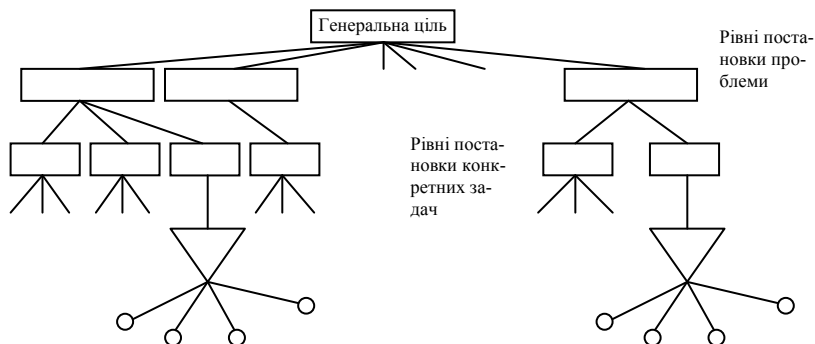 Генеральна ціль
Рівні поста-
новки про-
блеми
Рівні поста-
новки конк-
ретних за-
дач